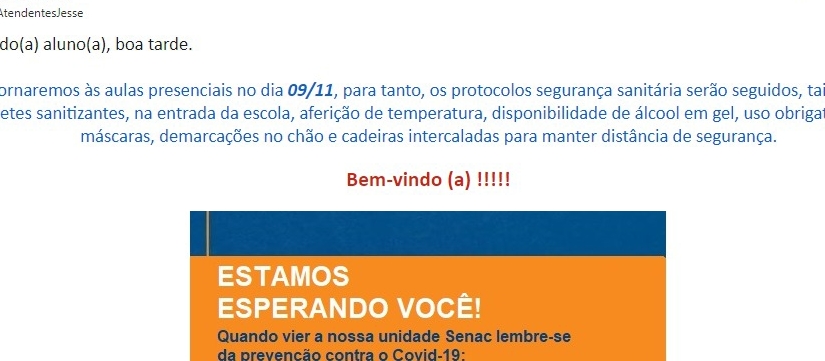 AtendentesJesse
do(a) aluno(a), boa tarde.
ornaremos às aulas presenciais no dia 09/11, para tanto, os protocolos segurança sanitária serão seguidos, tai
etes sanitizantes, na entrada da escola, aferição de temperatura, disponibilidade de álcool em gel, uso obrigat
máscaras, demarcações no chão e cadeiras intercaladas para manter distância de segurança.
Bem-vindo (a) !!!!!
ESTAMOS
ESPERANDO VOCÊ!
Quando vier a nossa unidade Senac lembre-se
da prevenção contra o Covid-19: